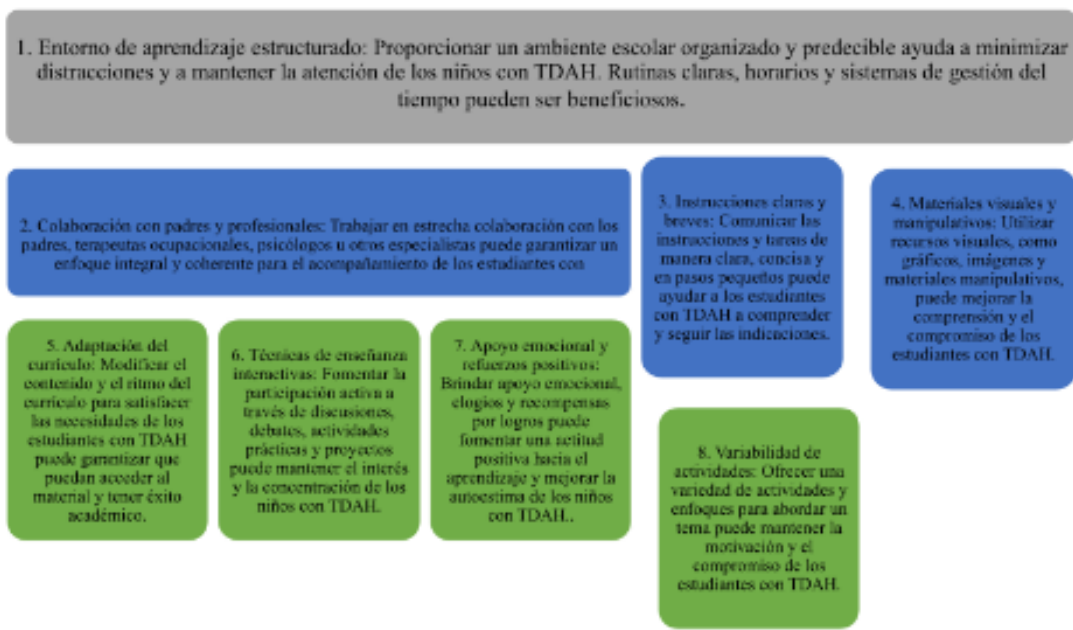 1. Entorno de aprendizaje estructurado: Proporcionar un ambiente escolar organizado y predecible ayuda a minimizar
distracciones y a mantener la atención de los niños con TDAH. Rutinas claras, horarios y sistemas de gestión del
tiempo pueden ser beneficiosos.
2. Colaboración con padres y profesionales: Trabajar en estrecha colaboración con los
padres, terapeutas ocupacionales, psicólogos u otros especialistas puede garantizar un
enfoque integral y coherente para el acompañamiento de los estudiantes con
3. Instrucciones claras y
breves: Comunicar las
instrucciones y tareas de
manera clara, concisa y
en pasos pequeños puede
ayudar a los estudiantes
con TDAH a comprender
y seguir las indicaciones.
4. Materiales visuales y
manipulativos: Utilizar
recursos visuales, como
gráficos, imágenes y
materiales manipulativos,
puede mejorar la
comprensión y el
compromiso de los
estudiantes con TDAH.
5. Adaptación del
currículo: Modificar el
contenido y el ritmo del
currículo para satisfacer
las necesidades de los
estudiantes con TDAH
puede garantizar que
puedan acceder al
material y tener éxito
académico.
6. Técnicas de enseñanza
interactivas: Fomentar la
participación activa a
través de discusiones,
debates, actividades
prácticas y proyectos
puede mantener el interés
y la concentración de los
niños con TDAH.
7. Apoyo emocional y
refuerzos positivos:
Brindar apoyo emocional,
elogios y recompensas
por logros puede
fomentar una actitud
positiva hacia el
aprendizaje y mejorar la
autoestima de los niños
con TDAH..
8. Variabilidad de
actividades: Ofrecer una
variedad de actividades y
enfoques para abordar un
tema puede mantener la
motivación y el
compromiso de los
estudiantes con TDAH.